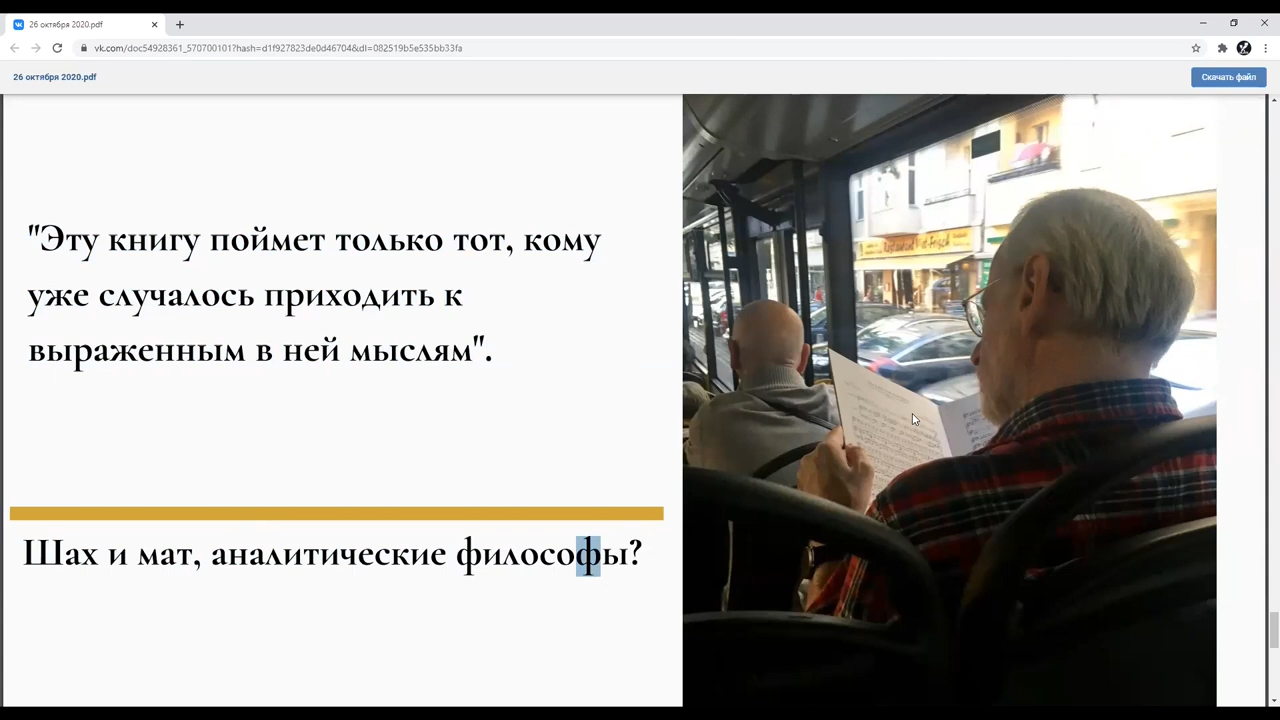 26 октября 2020.pdf
vk.com/doc54928361_570700101?hash=d1f927823de0d46704&dl=082519b5e535bb33fa
26 октября 2020.pdf
Скачать файл
"Эту книгу поймет только тот, кому
уже случалось приходить к
выраженным в ней мыслям".
Шах и мат, аналитические философы?